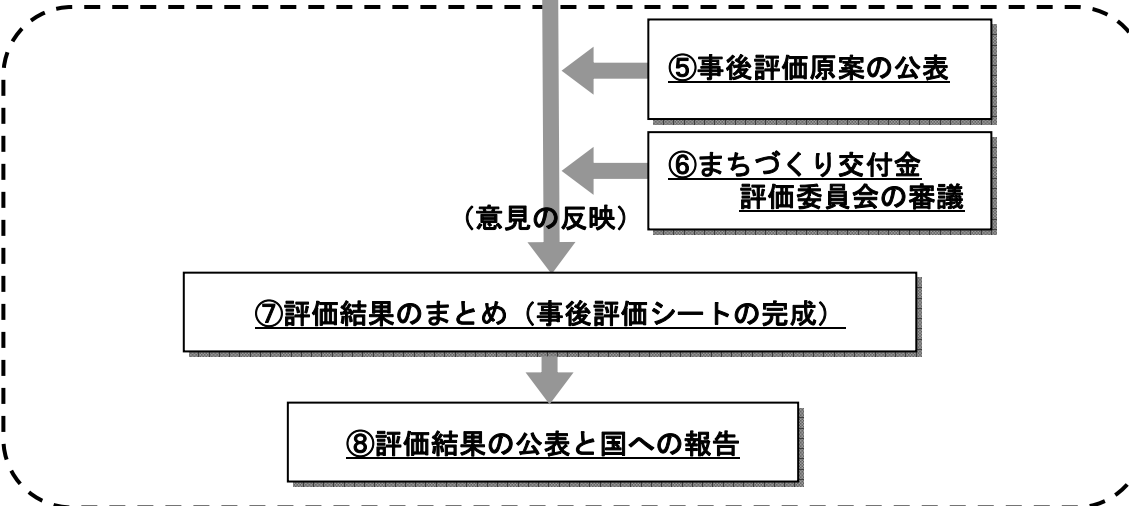 ⑤事後評価原案の公表
⑥まちづくり交付金
評価委員会の審議
（意見の反映）
⑦評価結果のまとめ（事後評価シートの完成）
⑧評価結果の公表と国への報告